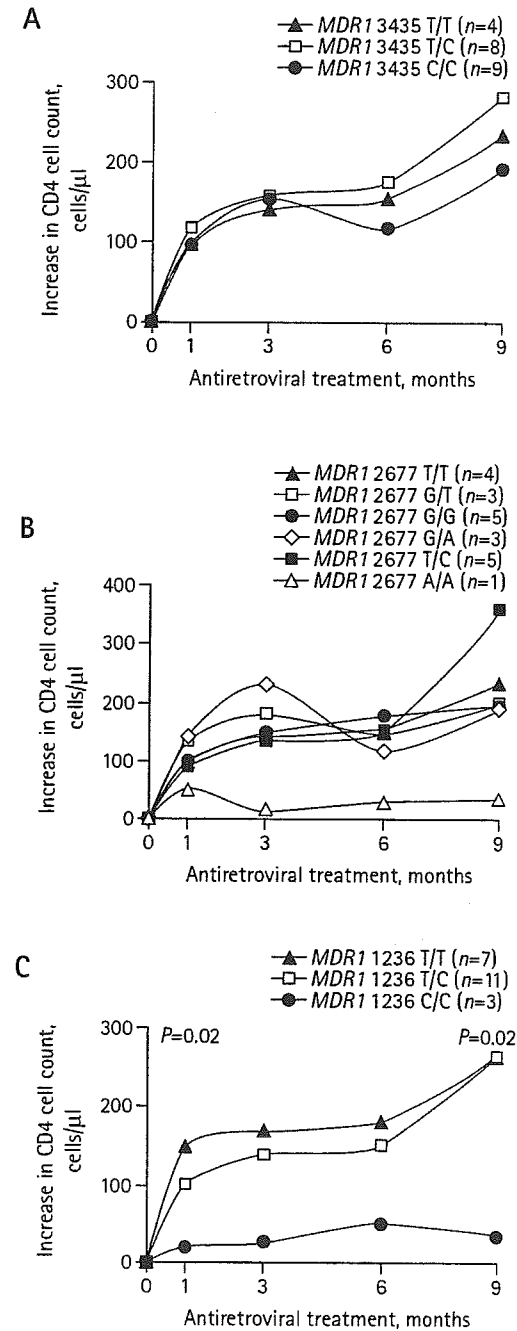 A
MDR1 3435 T/T (n=4)
MDR1 3435 T/C (n=8)
MDR1 3435 C/C (n=9)
Increase in CD4 cell count,
cells/µl
300
200
100
0
0 1 3 6 9
Antiretroviral treatment, months
B
MDR1 2677 T/T (n=4)
MDR1 2677 G/T (n=3)
MDR1 2677 G/G (n=5)
MDR1 2677 G/A (n=3)
MDR1 2677 T/C (n=5)
MDR1 2677 A/A (n=1)
Increase in CD4 cell count,
cells/µl
400
300
200
100
0
0 1 3 6 9
Antiretroviral treatment, months
C
MDR1 1236 T/T (n=7)
MDR1 1236 T/C (n=11)
MDR1 1236 C/C (n=3)
Increase in CD4 cell count,
cells/µl
300
P=0.02 P=0.02
200
100
0
0 1 3 6 9
Antiretroviral treatment, months